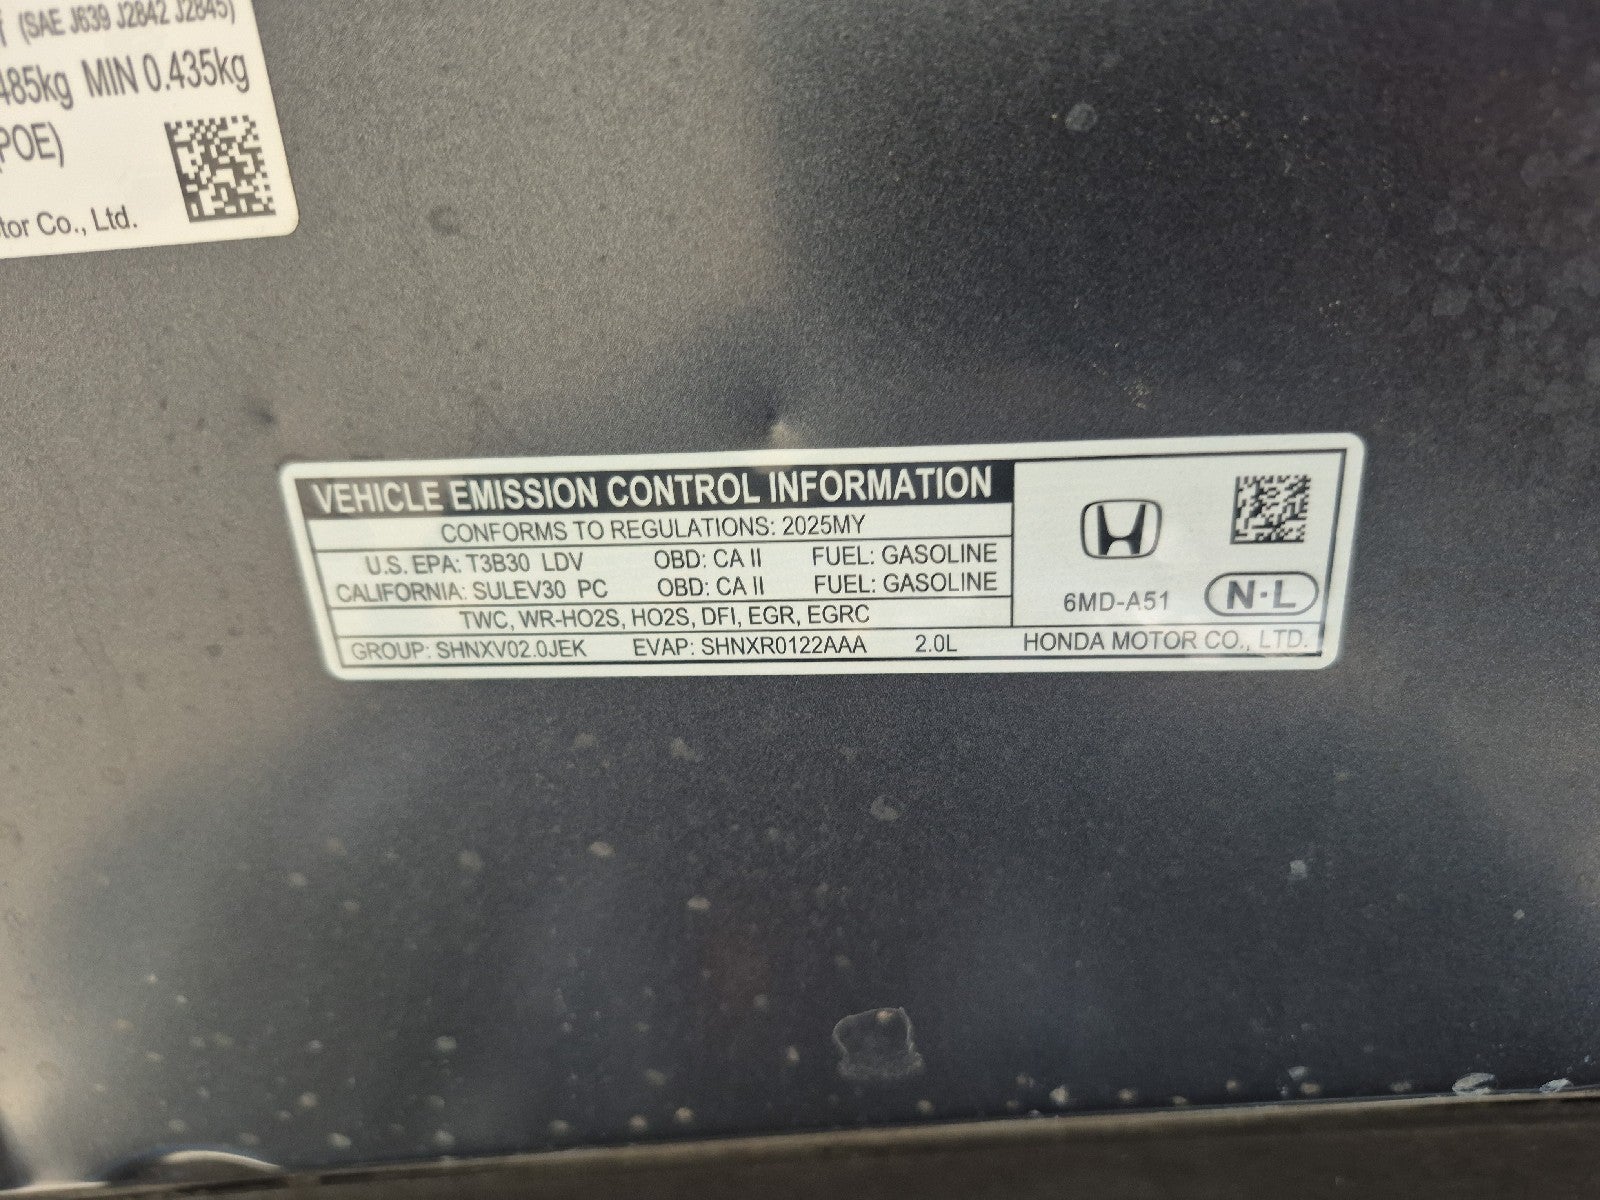 (SAE J639 J2842 J2845)
485kg MIN 0.435kg
(POE)
tor Co., Ltd.
VEHICLE EMISSION CONTROL INFORMATION
CONFORMS TO REGULATIONS: 2025MY
U.S. EPA: T3B30 LDV OBD: CA II FUEL: GASOLINE
CALIFORNIA: SULEV30 PC OBD: CA II FUEL: GASOLINE
TWC, WR-HO2S, HO2S, DFI, EGR, EGRC
GROUP: SHNXV02.0JEK EVAP: SHNXR0122AAA 2.0L
6MD-A51 N·L
HONDA MOTOR CO., LTD.